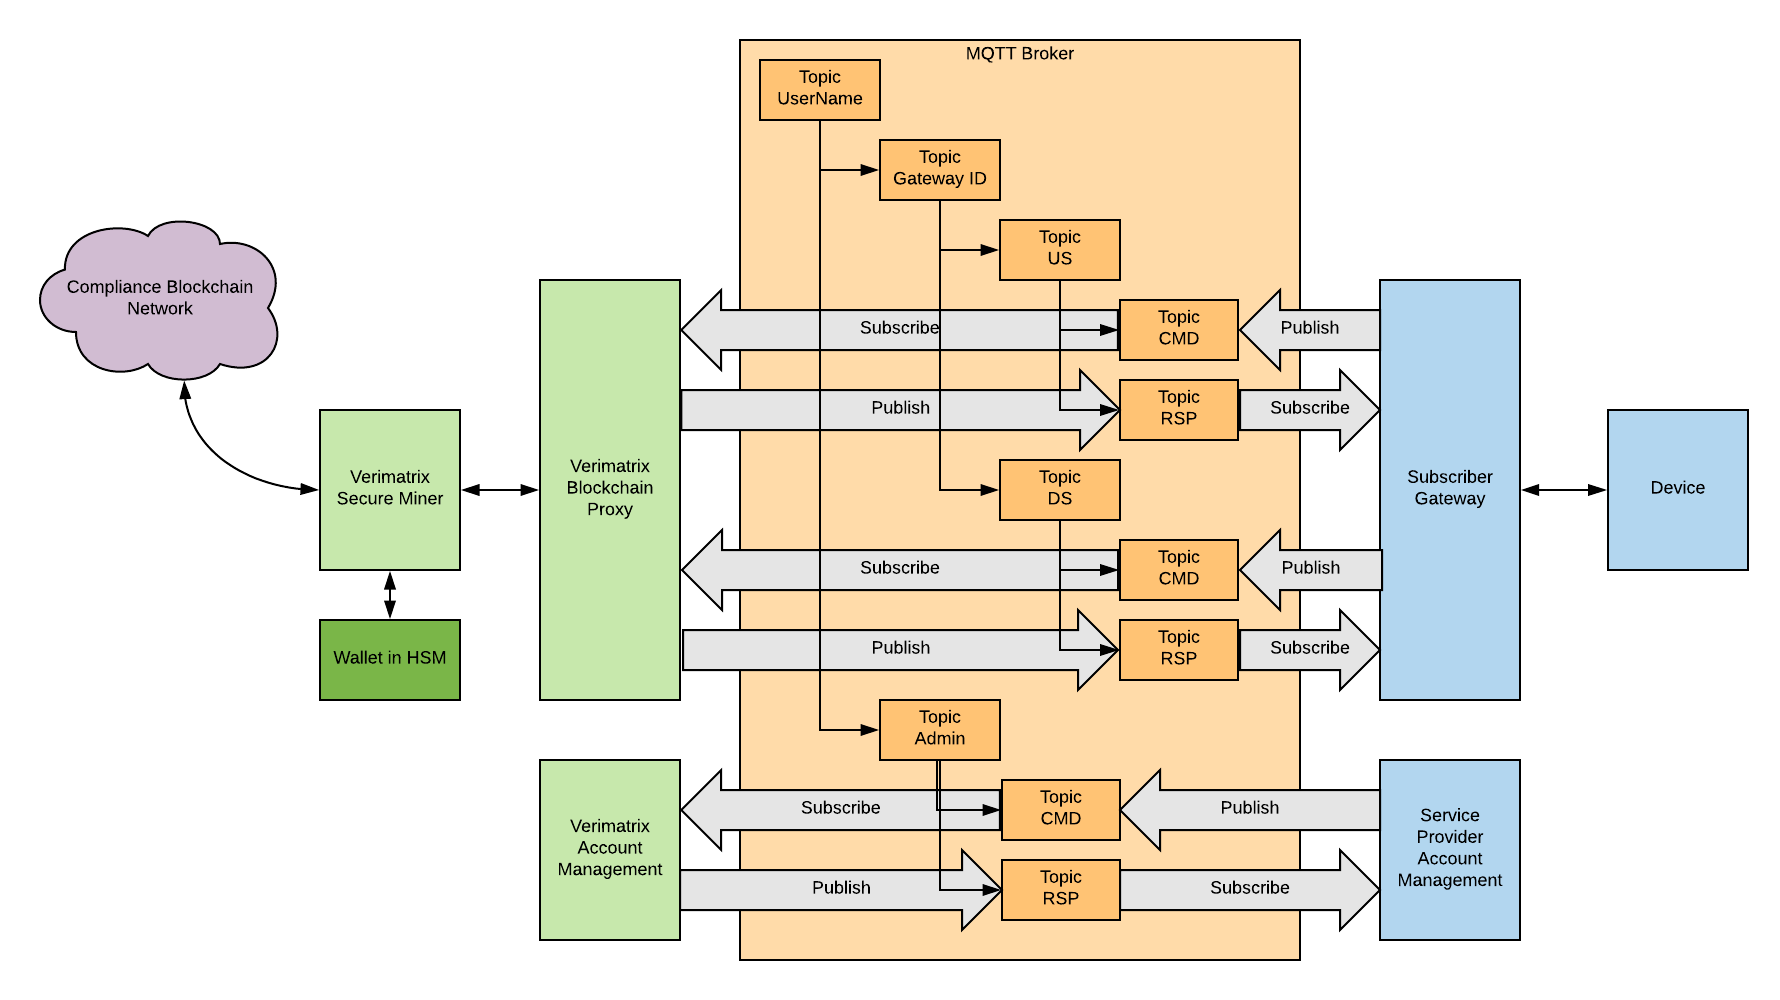 MQTT Broker
Topic
UserName
Topic
Gateway ID
Topic
US
Compliance Blockchain
Network
Subscribe
Topic
CMD
Publish
Publish
Topic
RSP
Subscribe
Verimatrix
Secure Miner
Verimatrix
Blockchain
Proxy
Topic
DS
Subscriber
Gateway
Device
Subscribe
Topic
CMD
Publish
Wallet in HSM
Publish
Topic
RSP
Subscribe
Topic
Admin
Verimatrix
Account
Management
Subscribe
Topic
CMD
Publish
Service
Provider
Account
Management
Publish
Topic
RSP
Subscribe